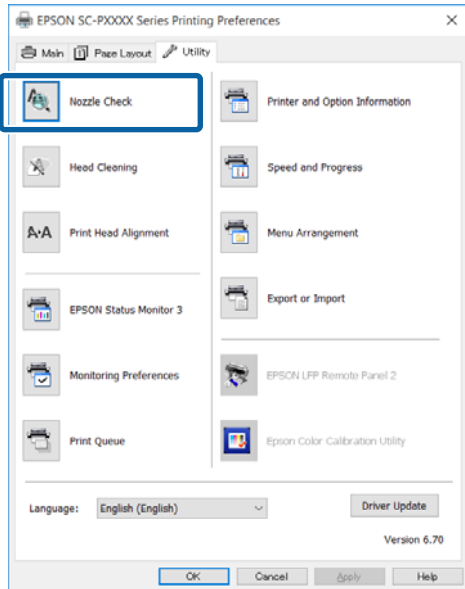 EPSON SC-PXXXX Series Printing Preferences
Main Page Layout Utility
Nozzle Check
Printer and Option Information
Head Cleaning
Speed and Progress
A·A Print Head Alignment
Menu Arrangement
EPSON Status Monitor 3
Export or Import
Monitoring Preferences
EPSON LFP Remote Panel 2
Print Queue
Epson Color Calibration Utility
Language: English (English)
Driver Update
Version 6.70
OK Cancel Apply Help